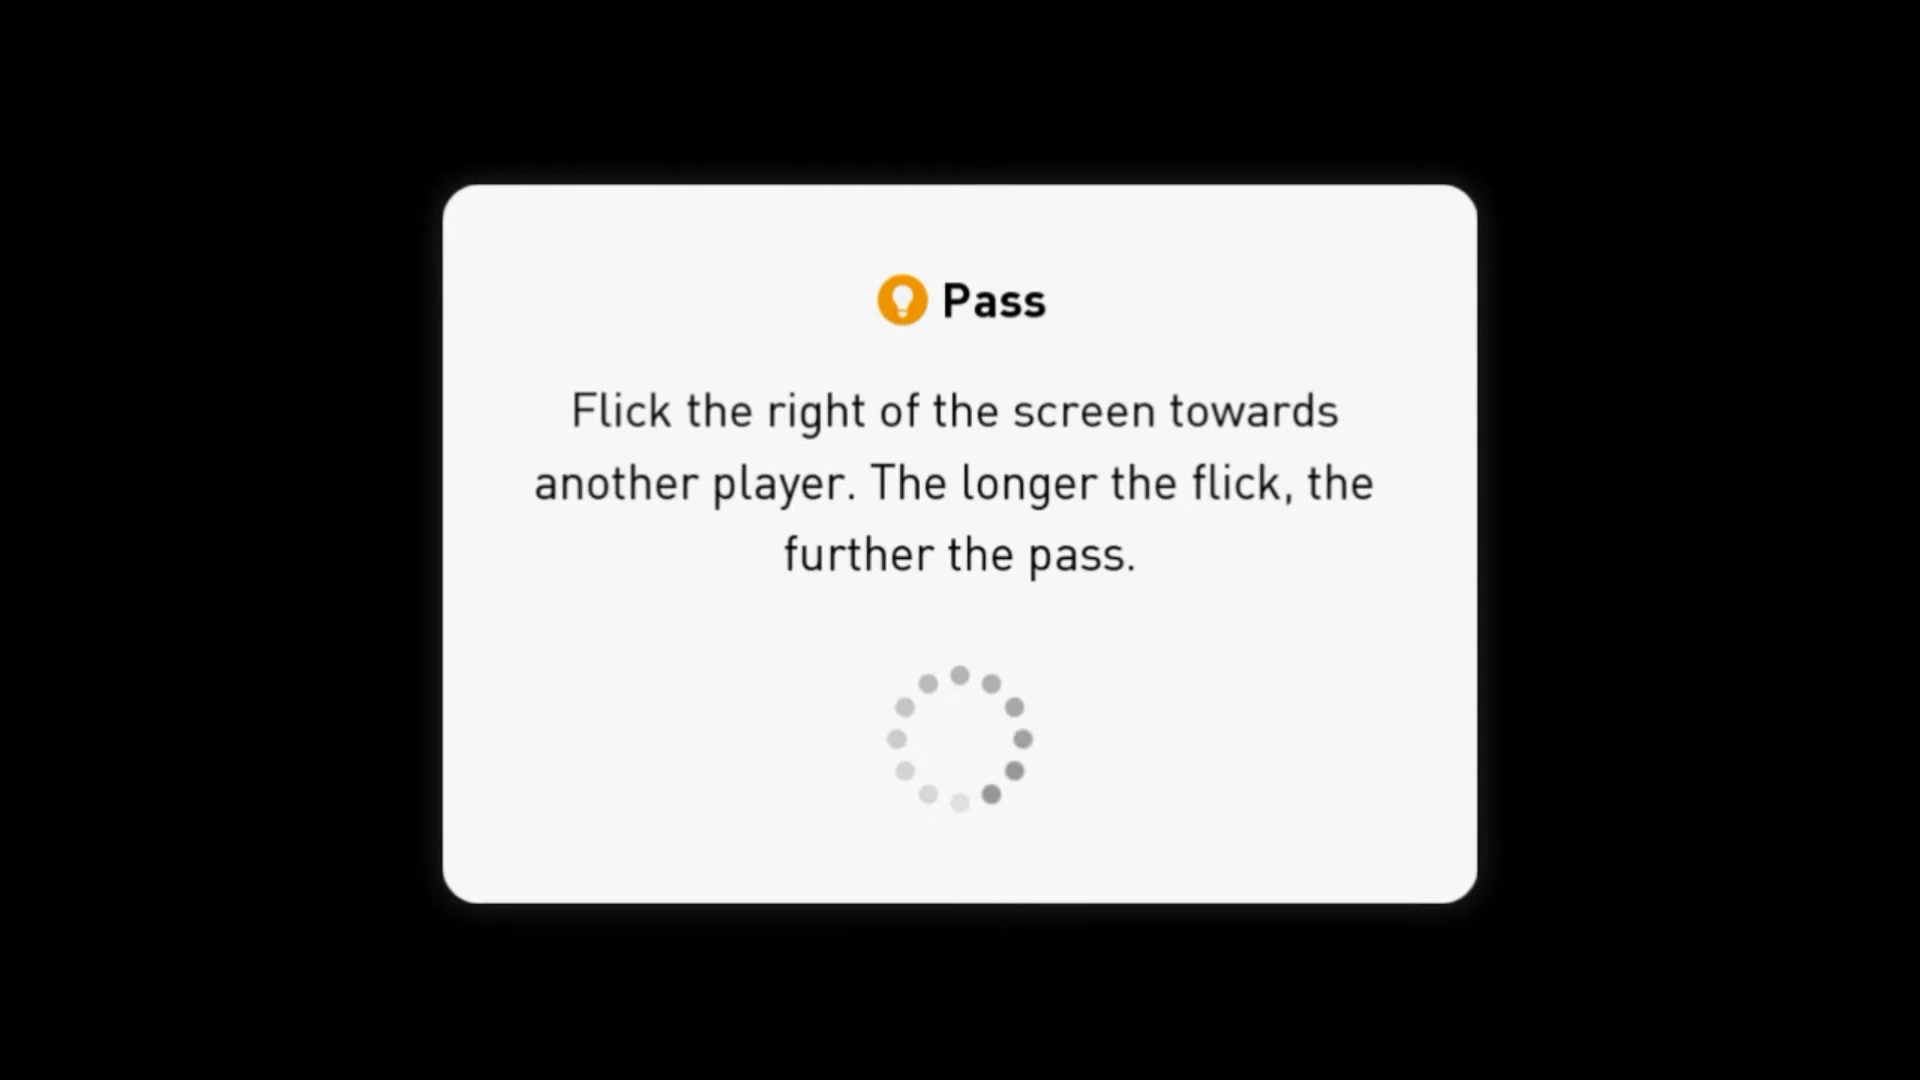 Pass
Flick the right of the screen towards
another player. The longer the flick, the
further the pass.